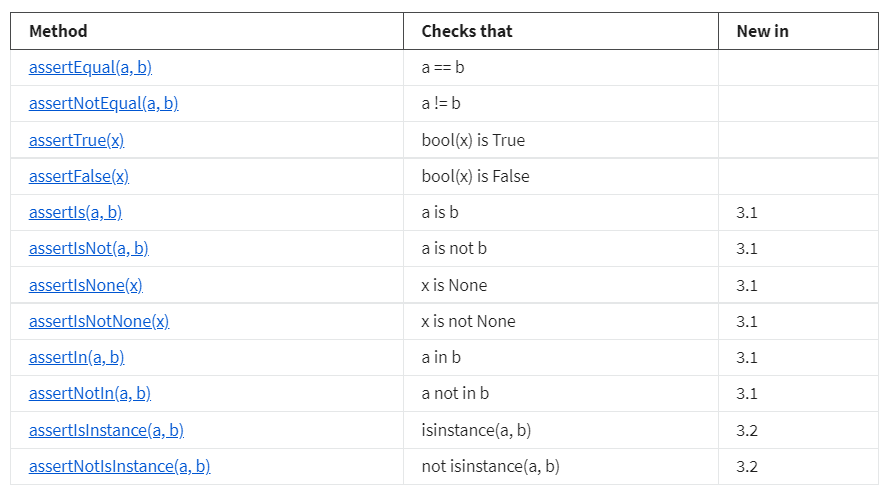 Method Checks that New in
assertEqual(a, b) a == b
assertNotEqual(a, b) a != b
assertTrue(x) bool(x) is True
assertFalse(x) bool(x) is False
assertIs(a, b) a is b 3.1
assertIsNot(a, b) a is not b 3.1
assertIsNone(x) x is None 3.1
assertIsNotNone(x) x is not None 3.1
assertIn(a, b) a in b 3.1
assertNotIn(a, b) a not in b 3.1
assertIsInstance(a, b) isinstance(a, b) 3.2
assertNotIsInstance(a, b) not isinstance(a, b) 3.2